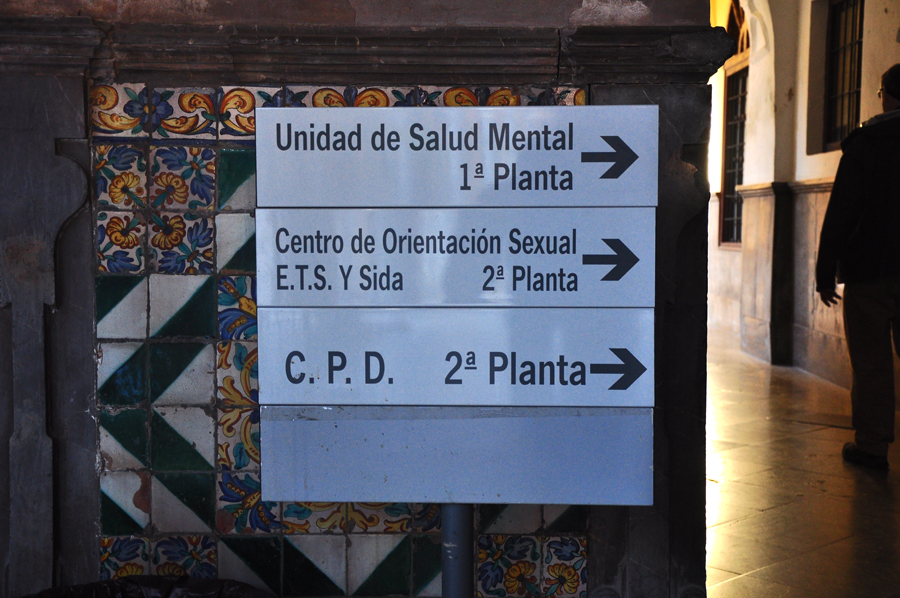 Unidad de Salud Mental
1ª Planta
Centro de Orientación Sexual
E.T.S. Y Sida 2ª Planta
C. P. D. 2ª Planta